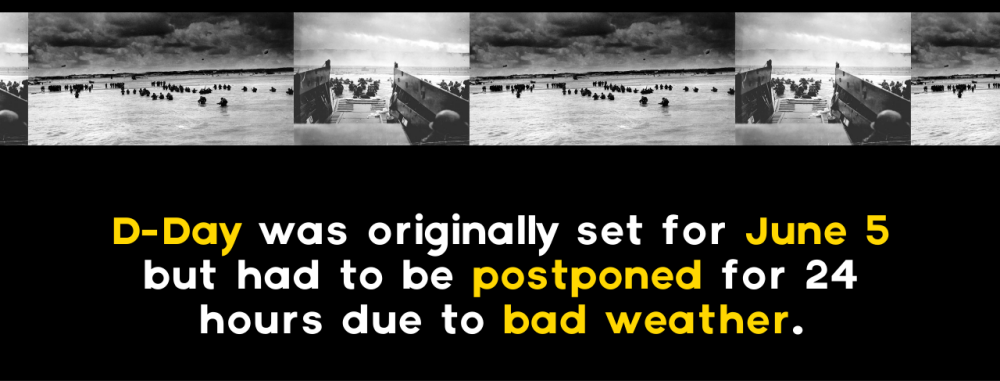 D-Day was originally set for June 5
but had to be postponed for 24
hours due to bad weather.